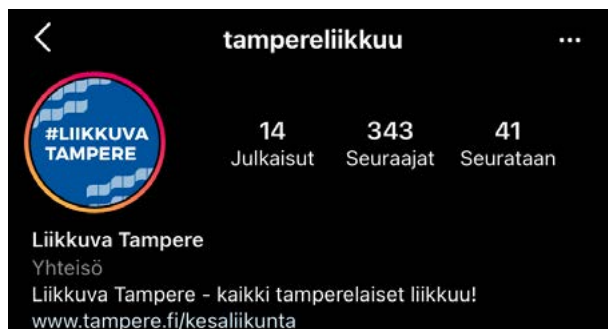 tampereliikkuu
#LIIKKUVA
TAMPERE
14 343 41
Julkaisut Seuraajat Seurataan
Liikkuva Tampere
Yhteisö
Liikkuva Tampere - kaikki tamperelaiset liikkuu!
www.tampere.fi/kesaliikunta